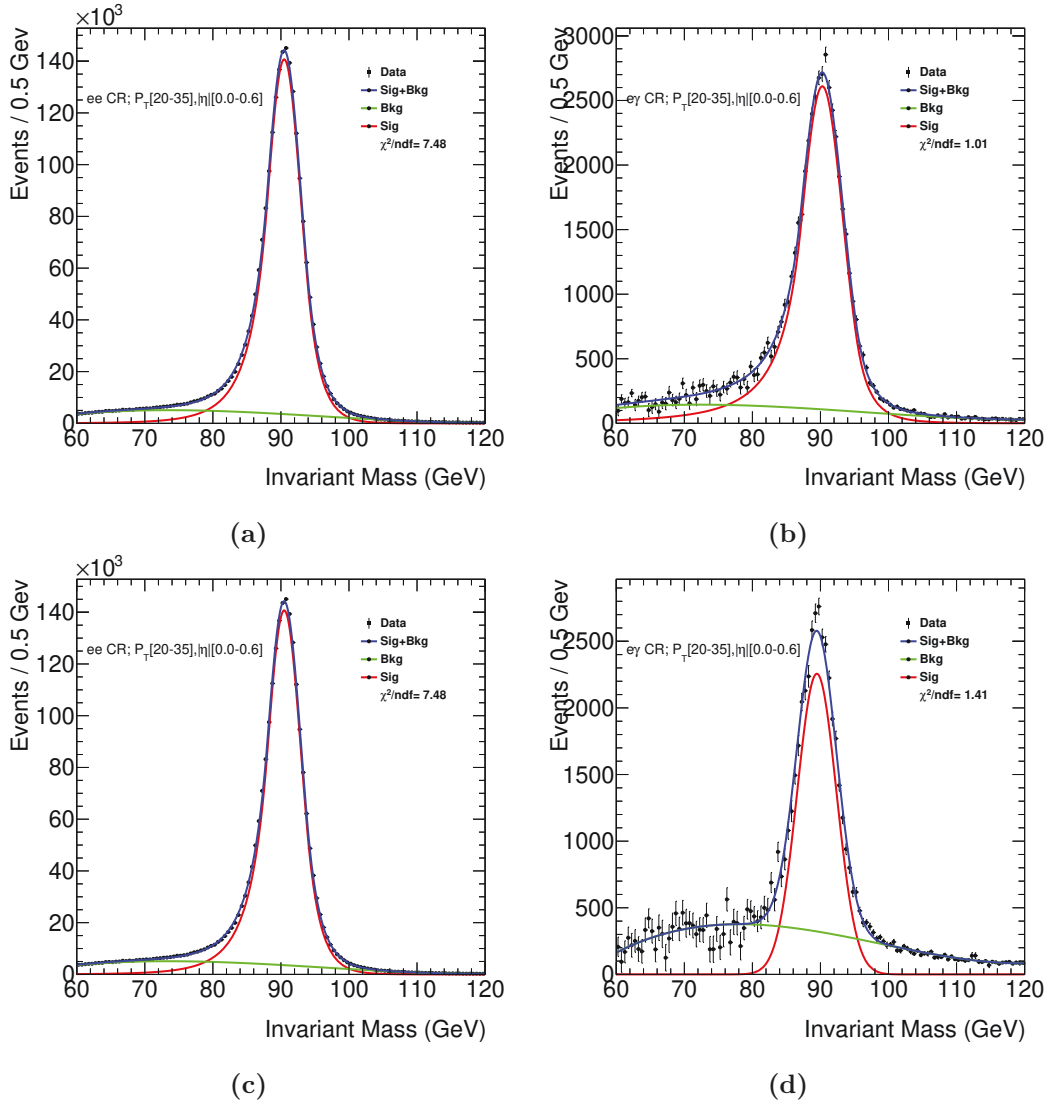 ×10³
Events / 0.5 Gev
140
120
100
80
60
40
20
0
ee CR; P_T[20-35],|η|[0.0-0.6]
Data
Sig+Bkg
Bkg
Sig
χ²/ndf= 7.48
60 70 80 90 100 110 120
Invariant Mass (GeV)
(a)
Events / 0.5 Gev
3000
2500
2000
1500
1000
500
0
eγ CR; P_T[20-35],|η|[0.0-0.6]
Data
Sig+Bkg
Bkg
Sig
χ²/ndf= 1.01
60 70 80 90 100 110 120
Invariant Mass (GeV)
(b)
×10³
Events / 0.5 Gev
140
120
100
80
60
40
20
0
ee CR; P_T[20-35],|η|[0.0-0.6]
Data
Sig+Bkg
Bkg
Sig
χ²/ndf= 7.48
60 70 80 90 100 110 120
Invariant Mass (GeV)
(c)
Events / 0.5 Gev
2500
2000
1500
1000
500
0
eγ CR; P_T[20-35],|η|[0.0-0.6]
Data
Sig+Bkg
Bkg
Sig
χ²/ndf= 1.41
60 70 80 90 100 110 120
Invariant Mass (GeV)
(d)